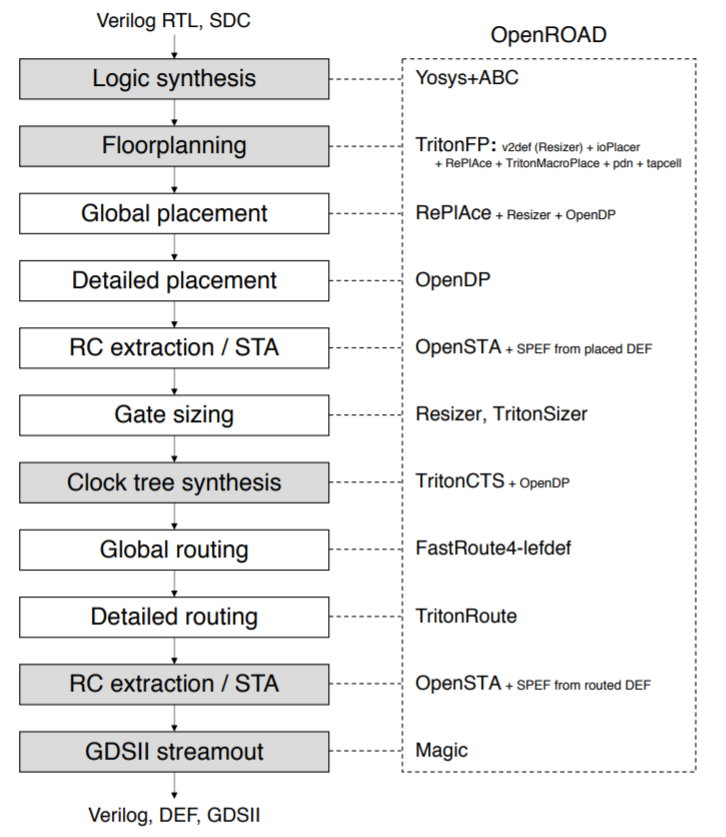 Verilog RTL, SDC
OpenROAD
Logic synthesis
Yosys+ABC
Floorplanning
TritonFP: v2def (Resizer) + ioPlacer
+ RePlAce + TritonMacroPlace + pdn + tapcell
Global placement
RePlAce + Resizer + OpenDP
Detailed placement
OpenDP
RC extraction / STA
OpenSTA + SPEF from placed DEF
Gate sizing
Resizer, TritonSizer
Clock tree synthesis
TritonCTS + OpenDP
Global routing
FastRoute4-lefdef
Detailed routing
TritonRoute
RC extraction / STA
OpenSTA + SPEF from routed DEF
GDSII streamout
Magic
Verilog, DEF, GDSII